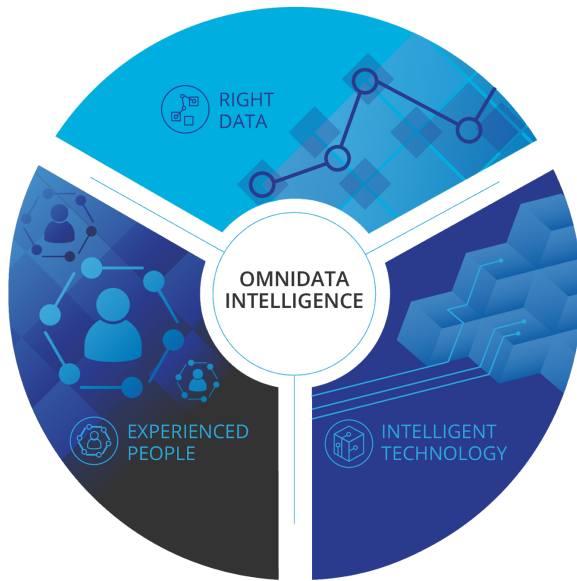 RIGHT
DATA
OMNIDATA
INTELLIGENCE
EXPERIENCED
PEOPLE
INTELLIGENT
TECHNOLOGY